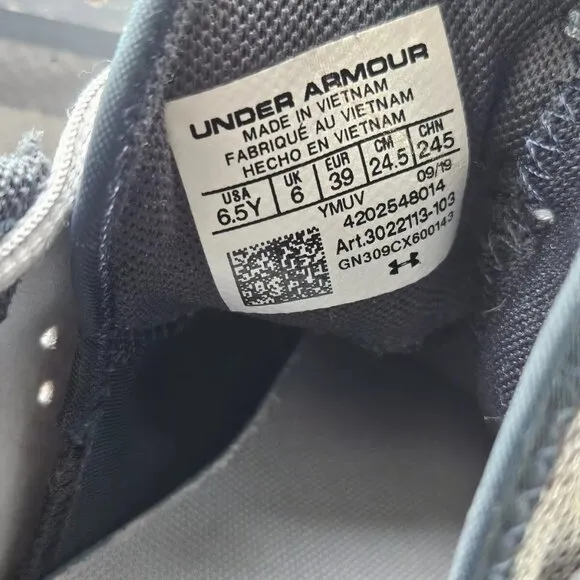 UNDER ARMOUR
MADE IN VIETNAM
FABRIQUÉ AU VIETNAM
HECHO EN VIETNAM
USA UK EUR CM CHN
6.5Y 6 39 24.5 245
YMUV 09/19
4202548014
Art.3022113-103
GN309CX600143